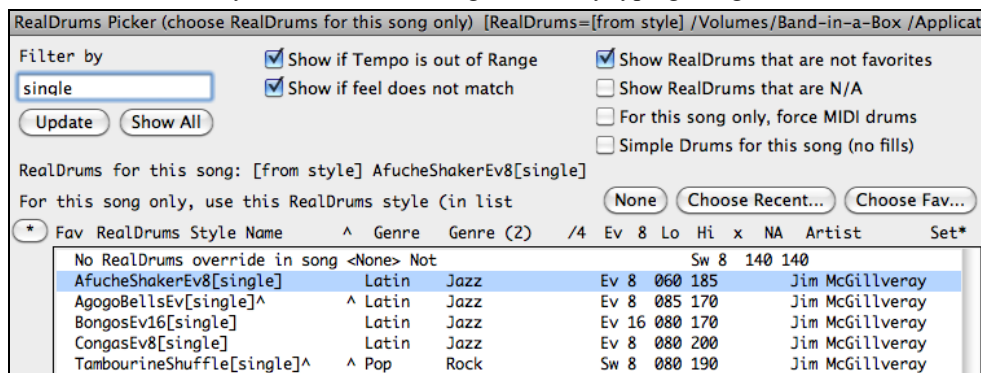 RealDrums Picker (choose RealDrums for this song only) [RealDrums=[from style] /Volumes/Band-in-a-Box /Applicat
Filter by
single
Update Show All
Show if Tempo is out of Range
Show if feel does not match
Show RealDrums that are not favorites
Show RealDrums that are N/A
For this song only, force MIDI drums
Simple Drums for this song (no fills)
RealDrums for this song: [from style] AfucheShakerEv8[single]
For this song only, use this RealDrums style (in list None Choose Recent... Choose Fav...
* Fav RealDrums Style Name ^ Genre Genre (2) /4 Ev 8 Lo Hi x NA Artist Set*
No RealDrums override in song <None> Not Sw 8 140 140
AfucheShakerEv8[single] Latin Jazz Ev 8 060 185 Jim McGillveray
AgogoBellsEv[single]^ ^ Latin Jazz Ev 8 085 170 Jim McGillveray
BongosEv16[single] Latin Jazz Ev 16 080 170 Jim McGillveray
CongasEv8[single] Latin Jazz Ev 8 080 200 Jim McGillveray
TambourineShuffle[single]^ ^ Pop Rock Sw 8 080 190 Jim McGillveray